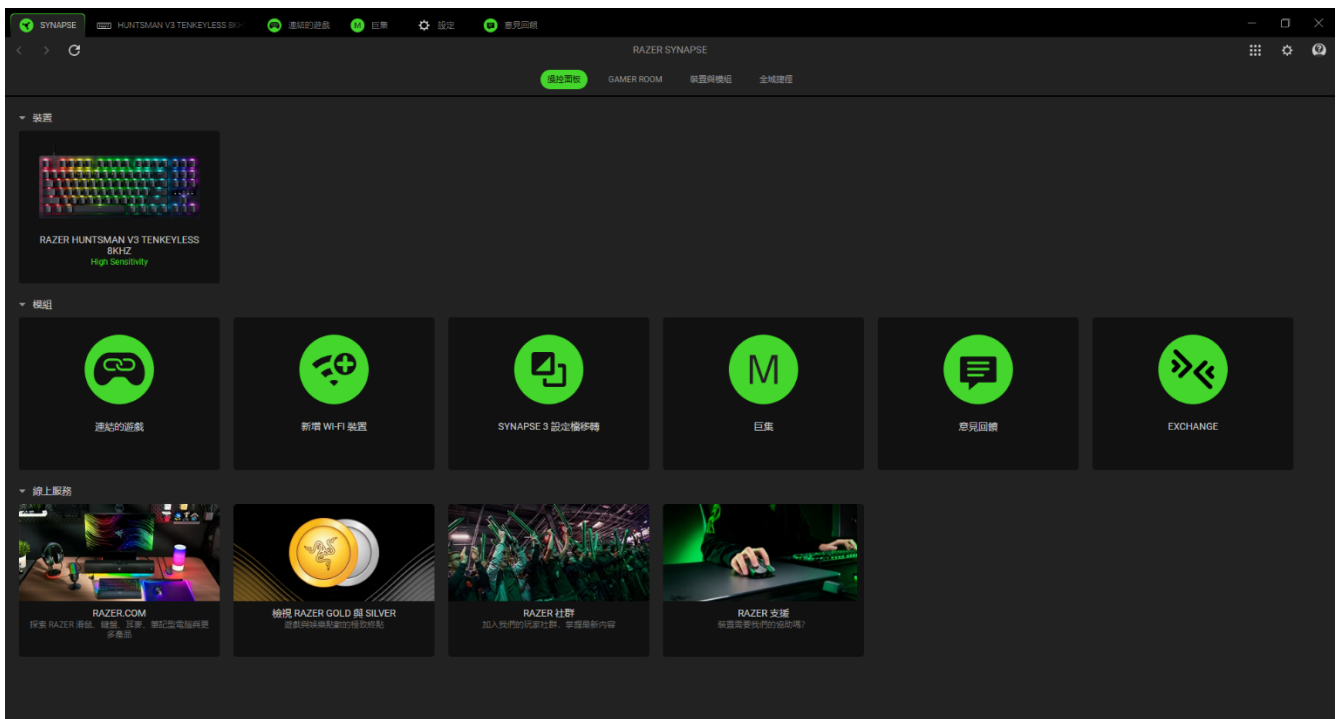 SYNAPSE
HUNTSMAN V3 TENKEYLESS 8KH
連結的遊戲
M 巨集
設定
意見回饋
RAZER SYNAPSE
操控面板
GAMER ROOM
裝置與模組
全域捷徑
裝置
RAZER HUNTSMAN V3 TENKEYLESS
8KHZ
High Sensitivity
模組
M
連結的遊戲
新增 WI-FI 裝置
SYNAPSE 3 設定檔移轉
巨集
意見回饋
EXCHANGE
線上服務
RAZER.COM
探索 RAZER 滑鼠、鍵盤、耳麥、筆記型電腦與更
多產品
檢視 RAZER GOLD 與 SILVER
遊戲與娛樂點數的極致終點
RAZER 社群
加入我們的玩家社群，掌握最新內容
RAZER 支援
裝置需要我們的協助嗎?